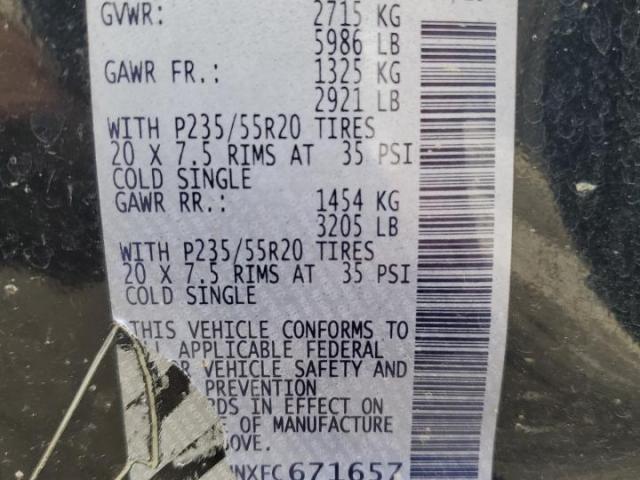 GVWR: 2715 KG
5986 LB
GAWR FR.: 1325 KG
2921 LB
WITH P235/55R20 TIRES
20 X 7.5 RIMS AT 35 PSI
COLD SINGLE
GAWR RR.: 1454 KG
3205 LB
WITH P235/55R20 TIRES
20 X 7.5 RIMS AT 35 PSI
COLD SINGLE
THIS VEHICLE CONFORMS TO
APPLICABLE FEDERAL
VEHICLE SAFETY AND
PREVENTION
RDS IN EFFECT ON
E OF MANUFACTURE
OVE.
NXFC671657